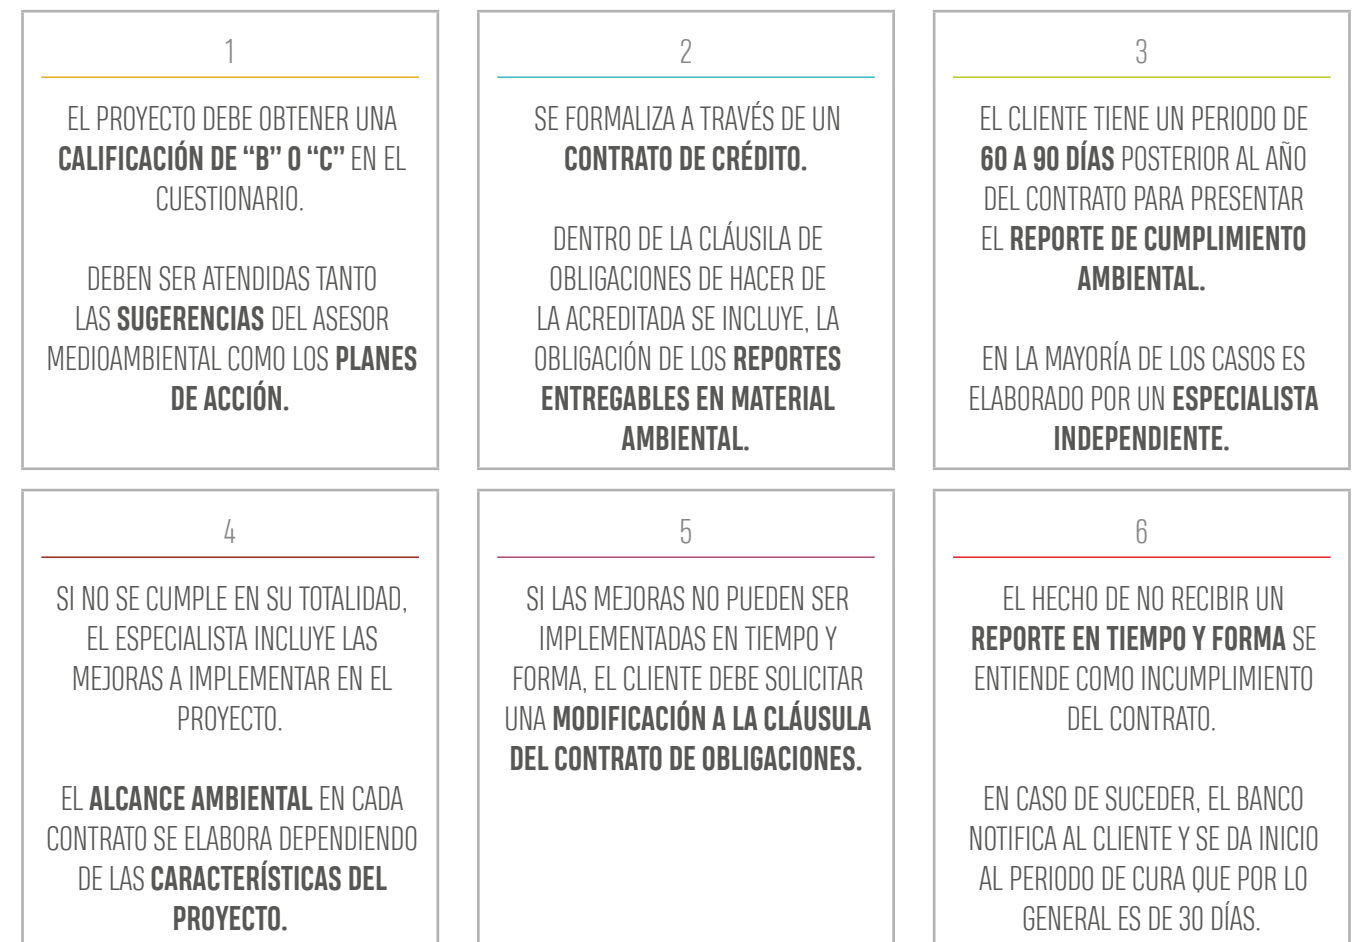 1
EL PROYECTO DEBE OBTENER UNA
CALIFICACIÓN DE “B” O “C” EN EL
CUESTIONARIO.
DEBEN SER ATENDIDAS TANTO
LAS SUGERENCIAS DEL ASESOR
MEDIOAMBIENTAL COMO LOS PLANES
DE ACCIÓN.
2
SE FORMALIZA A TRAVÉS DE UN
CONTRATO DE CRÉDITO.
DENTRO DE LA CLÁUSILA DE
OBLIGACIONES DE HACER DE
LA ACREDITADA SE INCLUYE, LA
OBLIGACIÓN DE LOS REPORTES
ENTREGABLES EN MATERIAL
AMBIENTAL.
3
EL CLIENTE TIENE UN PERIODO DE
60 A 90 DÍAS POSTERIOR AL AÑO
DEL CONTRATO PARA PRESENTAR
EL REPORTE DE CUMPLIMIENTO
AMBIENTAL.
EN LA MAYORÍA DE LOS CASOS ES
ELABORADO POR UN ESPECIALISTA
INDEPENDIENTE.
4
SI NO SE CUMPLE EN SU TOTALIDAD,
EL ESPECIALISTA INCLUYE LAS
MEJORAS A IMPLEMENTAR EN EL
PROYECTO.
EL ALCANCE AMBIENTAL EN CADA
CONTRATO SE ELABORA DEPENDIENDO
DE LAS CARACTERÍSTICAS DEL
PROYECTO.
5
SI LAS MEJORAS NO PUEDEN SER
IMPLEMENTADAS EN TIEMPO Y
FORMA, EL CLIENTE DEBE SOLICITAR
UNA MODIFICACIÓN A LA CLÁUSULA
DEL CONTRATO DE OBLIGACIONES.
6
EL HECHO DE NO RECIBIR UN
REPORTE EN TIEMPO Y FORMA SE
ENTIENDE COMO INCUMPLIMIENTO
DEL CONTRATO.
EN CASO DE SUCEDER, EL BANCO
NOTIFICA AL CLIENTE Y SE DA INICIO
AL PERIODO DE CURA QUE POR LO
GENERAL ES DE 30 DÍAS.